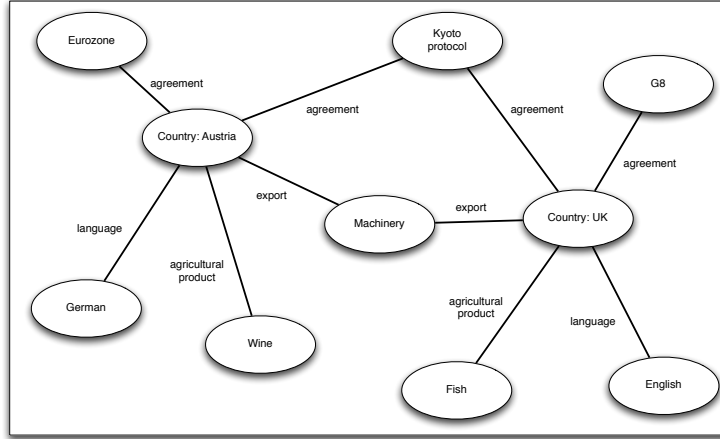 Eurozone
Kyoto
protocol
G8
agreement
agreement
agreement
agreement
Country: Austria
export
Machinery
export
Country: UK
language
agricultural
product
German
Wine
agricultural
product
language
Fish
English